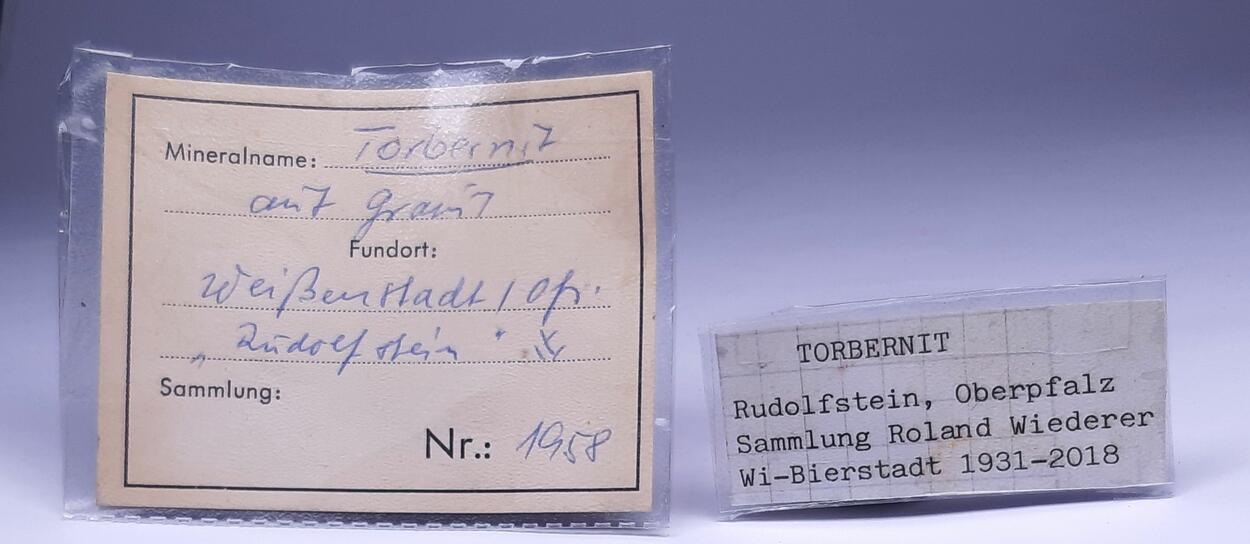 Mineralname: Torbernit
auf Granit
Fundort:
Weißenstadt / Ofr.
„Rudolfstein“
Sammlung:
Nr.: 1958
TORBERNIT
Rudolfstein, Oberpfalz
Sammlung Roland Wiederer
Wi-Bierstadt 1931-2018